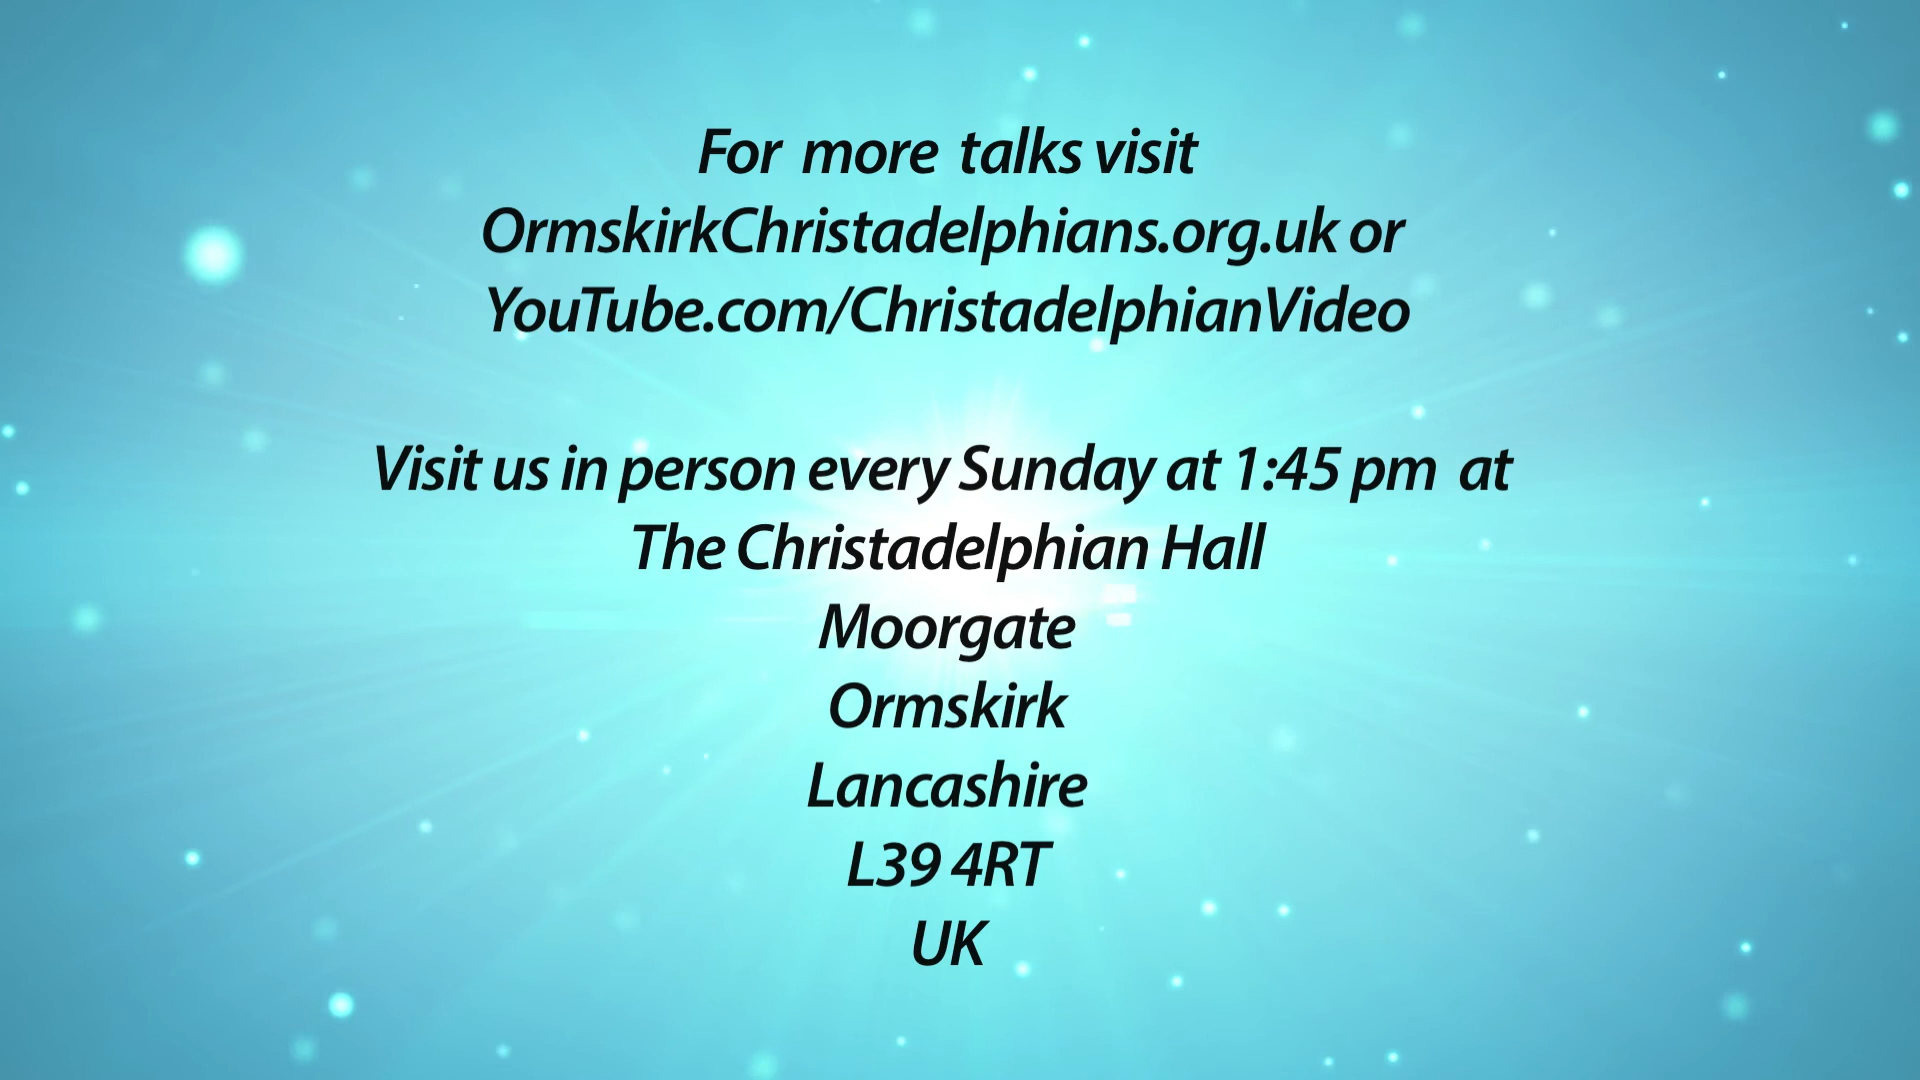 For more talks visit
OrmskirkChristadelphians.org.uk or
YouTube.com/ChristadelphianVideo
Visit us in person every Sunday at 1:45 pm at
The Christadelphian Hall
Moorgate
Ormskirk
Lancashire
L39 4RT
UK